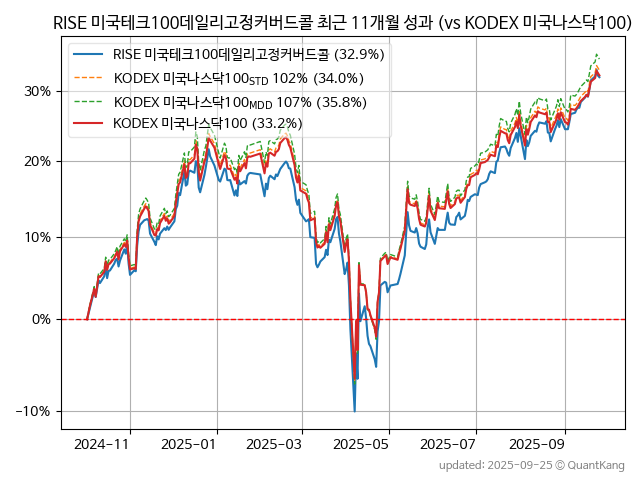 RISE 미국테크100데일리고정커버드콜 최근 11개월 성과 (vs KODEX 미국나스닥100)
RISE 미국테크100데일리고정커버드콜 (32.9%)
KODEX 미국나스닥100STD 102% (34.0%)
KODEX 미국나스닥100MDD 107% (35.8%)
KODEX 미국나스닥100 (33.2%)
30%
20%
10%
0%
−10%
2024-11
2025-01
2025-03
2025-05
2025-07
2025-09
updated: 2025-09-25 © QuantKang